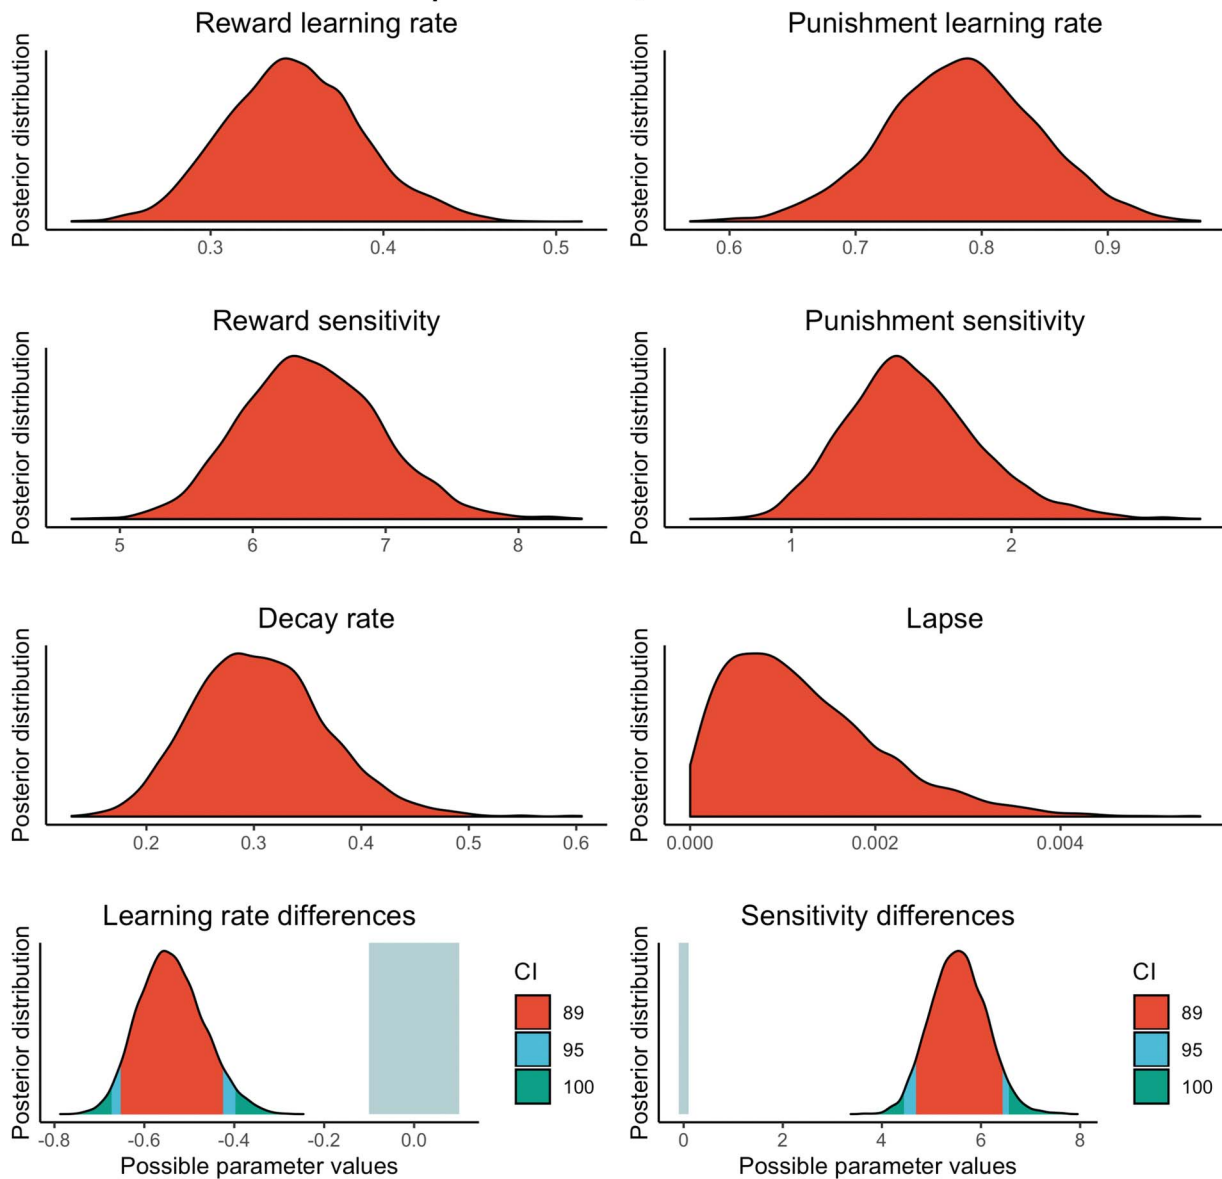 Reward learning rate
Posterior distribution
0.3 0.4 0.5
Punishment learning rate
Posterior distribution
0.6 0.7 0.8 0.9
Reward sensitivity
Posterior distribution
5 6 7 8
Punishment sensitivity
Posterior distribution
1 2
Decay rate
Posterior distribution
0.2 0.3 0.4 0.5 0.6
Lapse
Posterior distribution
0.000 0.002 0.004
Learning rate differences
Posterior distribution
-0.8 -0.6 -0.4 -0.2 0.0
Possible parameter values
CI
89
95
100
Sensitivity differences
Posterior distribution
0 2 4 6 8
Possible parameter values
CI
89
95
100